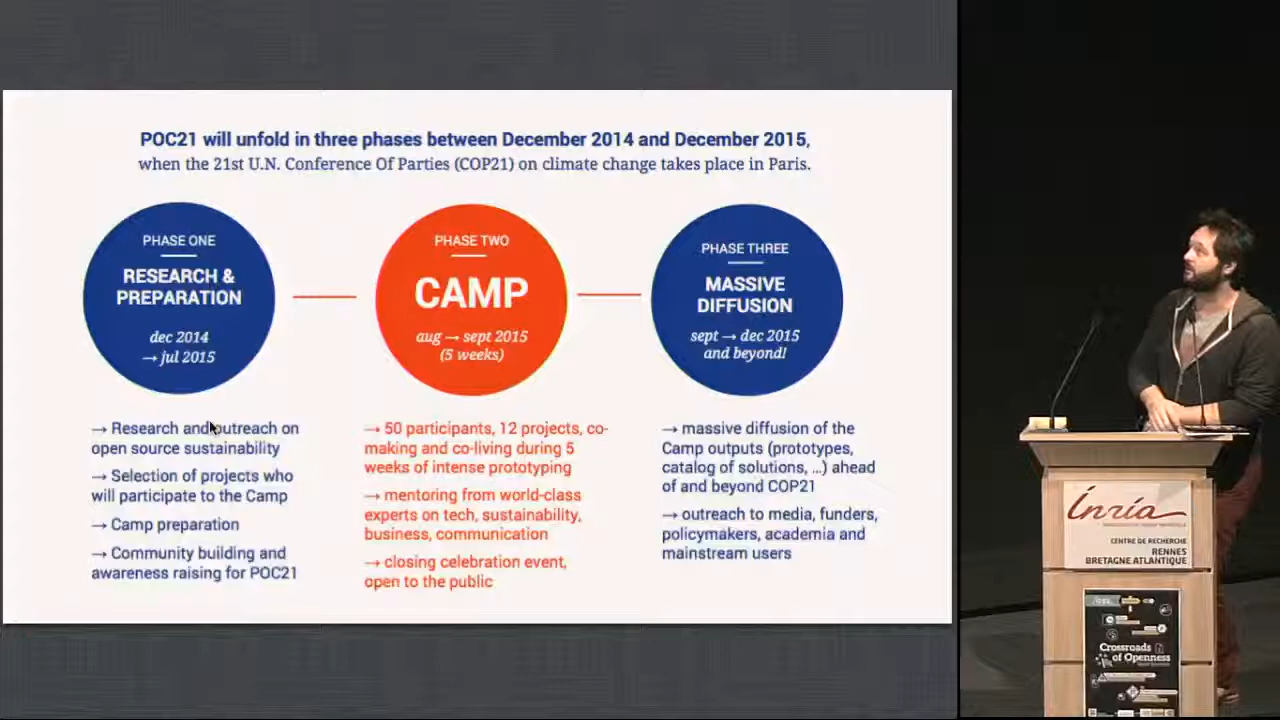 POC21 will unfold in three phases between December 2014 and December 2015,
when the 21st U.N. Conference Of Parties (COP21) on climate change takes place in Paris.
PHASE ONE
RESEARCH &
PREPARATION
dec 2014
→ jul 2015
→ Research and outreach on
open source sustainability
→ Selection of projects who
will participate to the Camp
→ Camp preparation
→ Community building and
awareness raising for POC21
PHASE TWO
CAMP
aug → sept 2015
(5 weeks)
→ 50 participants, 12 projects, co-
making and co-living during 5
weeks of intense prototyping
→ mentoring from world-class
experts on tech, sustainability,
business, communication
→ closing celebration event,
open to the public
PHASE THREE
MASSIVE
DIFFUSION
sept → dec 2015
and beyond!
→ massive diffusion of the
Camp outputs (prototypes,
catalog of solutions, ...) ahead
of and beyond COP21
→ outreach to media, funders,
policymakers, academia and
mainstream users
Inria
CENTRE DE RECHERCHE
RENNES
BRETAGNE ATLANTIQUE
Crossroads
of Openness